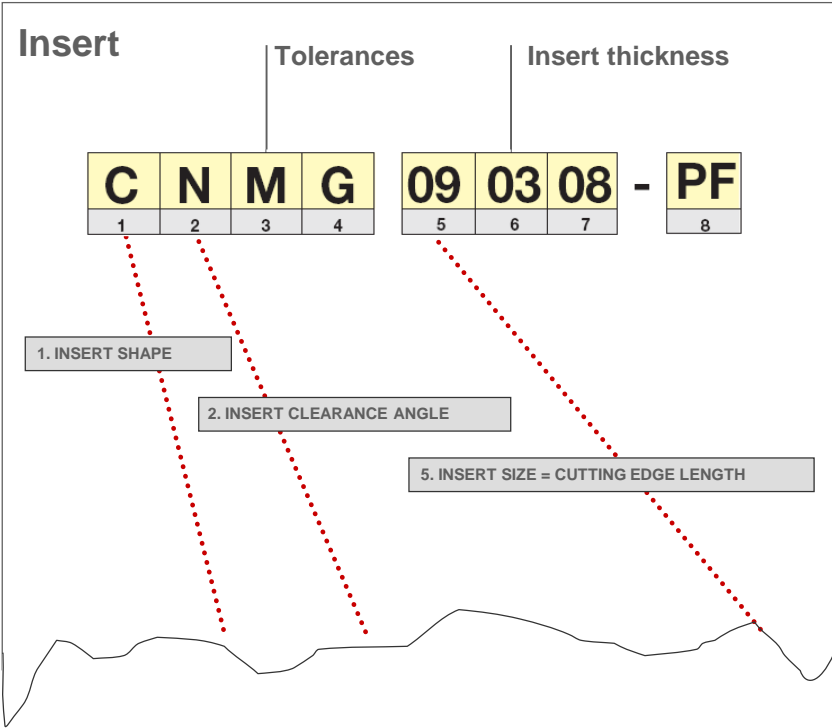 Insert
Tolerances
Insert thickness
C N M G 09 03 08 - PF
1 2 3 4 5 6 7 8
1. INSERT SHAPE
2. INSERT CLEARANCE ANGLE
5. INSERT SIZE = CUTTING EDGE LENGTH